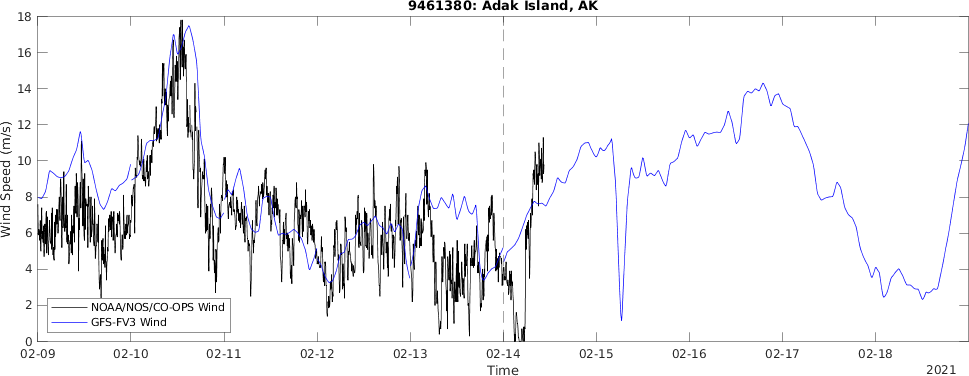 9461380: Adak Island, AK
18
16
14
12
10
8
6
4
2
0
Wind Speed (m/s)
NOAA/NOS/CO-OPS Wind
GFS-FV3 Wind
02-09 02-10 02-11 02-12 02-13 02-14 02-15 02-16 02-17 02-18
Time
2021